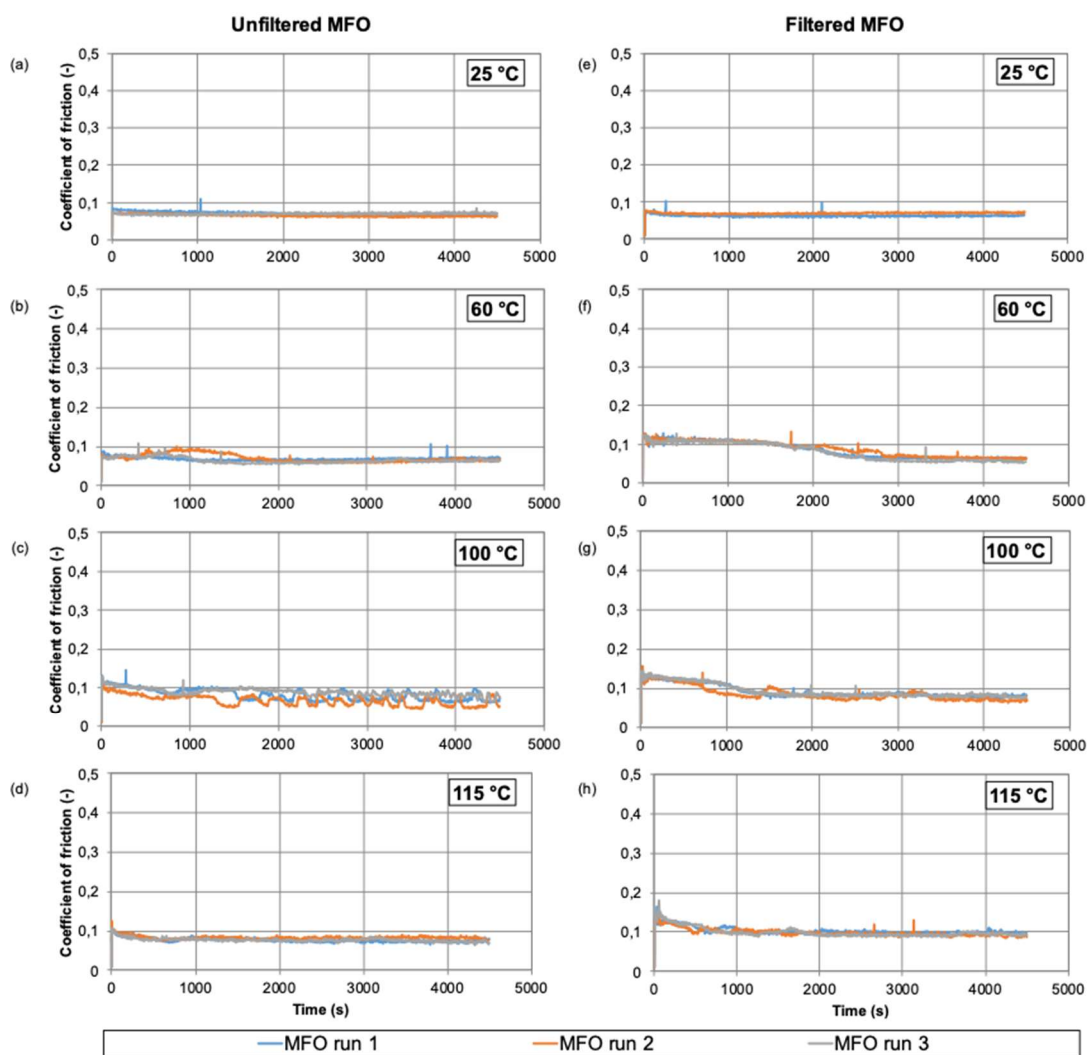 Unfiltered MFO
Filtered MFO
(a)
Coefficient of friction (-)
0,5
0,4
0,3
0,2
0,1
0
25 °C
0 1000 2000 3000 4000 5000
(e)
0,5
0,4
0,3
0,2
0,1
0
25 °C
0 1000 2000 3000 4000 5000
(b)
Coefficient of friction (-)
0,5
0,4
0,3
0,2
0,1
0
60 °C
0 1000 2000 3000 4000 5000
(f)
0,5
0,4
0,3
0,2
0,1
0
60 °C
0 1000 2000 3000 4000 5000
(c)
Coefficient of friction (-)
0,5
0,4
0,3
0,2
0,1
0
100 °C
0 1000 2000 3000 4000 5000
(g)
0,5
0,4
0,3
0,2
0,1
0
100 °C
0 1000 2000 3000 4000 5000
(d)
Coefficient of friction (-)
0,5
0,4
0,3
0,2
0,1
0
115 °C
0 1000 2000 3000 4000 5000
Time (s)
(h)
0,5
0,4
0,3
0,2
0,1
0
115 °C
0 1000 2000 3000 4000 5000
Time (s)
MFO run 1 MFO run 2 MFO run 3